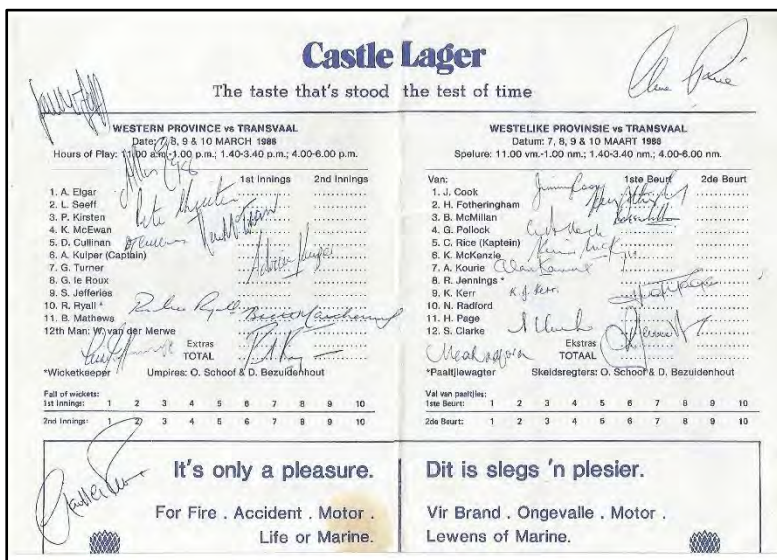 Castle Lager
The taste that's stood the test of time
WESTERN PROVINCE vs TRANSVAAL
Date: 7, 8, 9 & 10 MARCH 1986
Hours of Play: 11.00 a.m.-1.00 p.m.; 1.40-3.40 p.m.; 4.00-6.00 p.m.
1st Innings 2nd Innings
1. A. Elgar
2. L. Seeff
3. P. Kirsten
4. K. McEwan
5. D. Cullinan
6. A. Kuiper (Captain)
7. G. Turner
8. G. le Roux
9. S. Jefferies
10. R. Ryall *
11. B. Mathews
12th Man: W. van der Merwe
Extras
TOTAL
*Wicketkeeper Umpires: O. Schoof & D. Bezuidenhout
Fall of wickets:
1st Innings: 1 2 3 4 5 6 7 8 9 10
2nd Innings: 1 2 3 4 5 6 7 8 9 10
It's only a pleasure.
For Fire . Accident . Motor .
Life or Marine.
WESTELIKE PROVINSIE vs TRANSVAAL
Datum: 7, 8, 9 & 10 MAART 1986
Spelure: 11.00 vm.-1.00 nm.; 1.40-3.40 nm.; 4.00-6.00 nm.
Van: 1ste Beurt 2de Beurt
1. J. Cook
2. H. Fotheringham
3. B. McMillan
4. G. Pollock
5. C. Rice (Kaptein)
6. K. McKenzie
7. A. Kourie
8. R. Jennings *
9. K. Kerr K.J. Kerr
10. N. Radford
11. H. Page
12. S. Clarke
Ekstras
TOTAAL
*Paaltjiewagter Skeidsregters: O. Schoof & D. Bezuidenhout
Val van paaltjies:
1ste Beurt: 1 2 3 4 5 6 7 8 9 10
2de Beurt: 1 2 3 4 5 6 7 8 9 10
Dit is slegs 'n plesier.
Vir Brand . Ongevalle . Motor .
Lewens of Marine.